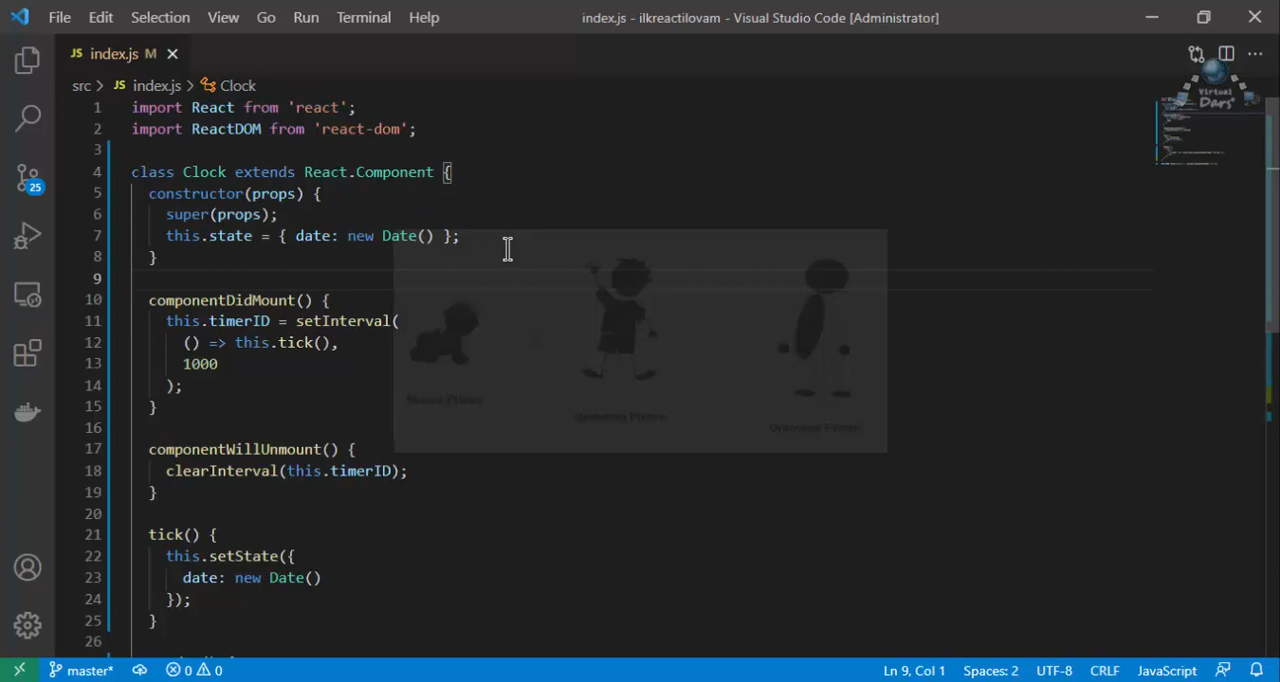 File Edit Selection View Go Run Terminal Help index.js - ilkreactilovam - Visual Studio Code [Administrator]
JS index.js M
src > JS index.js > Clock
Virtual
Dars
1 import React from 'react';
2 import ReactDOM from 'react-dom';
3
4 class Clock extends React.Component {
5 constructor(props) {
6 super(props);
7 this.state = { date: new Date() };
8 }
9
10 componentDidMount() {
11 this.timerID = setInterval(
12 () => this.tick(),
13 1000
14 );
15 }
16
17 componentWillUnmount() {
18 clearInterval(this.timerID);
19 }
20
21 tick() {
22 this.setState({
23 date: new Date()
24 });
25 }
26
25
master* 0 0 Ln 9, Col 1 Spaces: 2 UTF-8 CRLF JavaScript